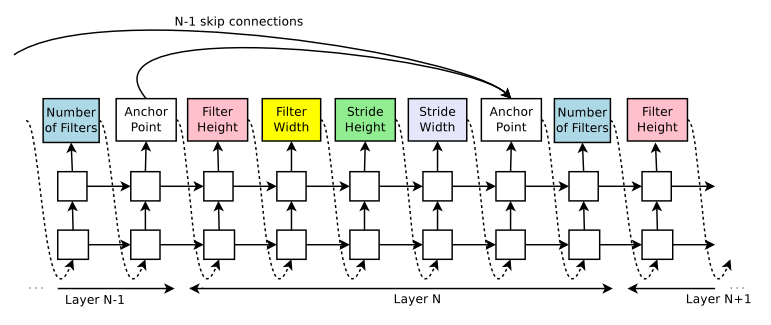 N-1 skip connections
Number
of Filters
Anchor
Point
Filter
Height
Filter
Width
Stride
Height
Stride
Width
Anchor
Point
Number
of Filters
Filter
Height
...
Layer N-1
Layer N
Layer N+1
...